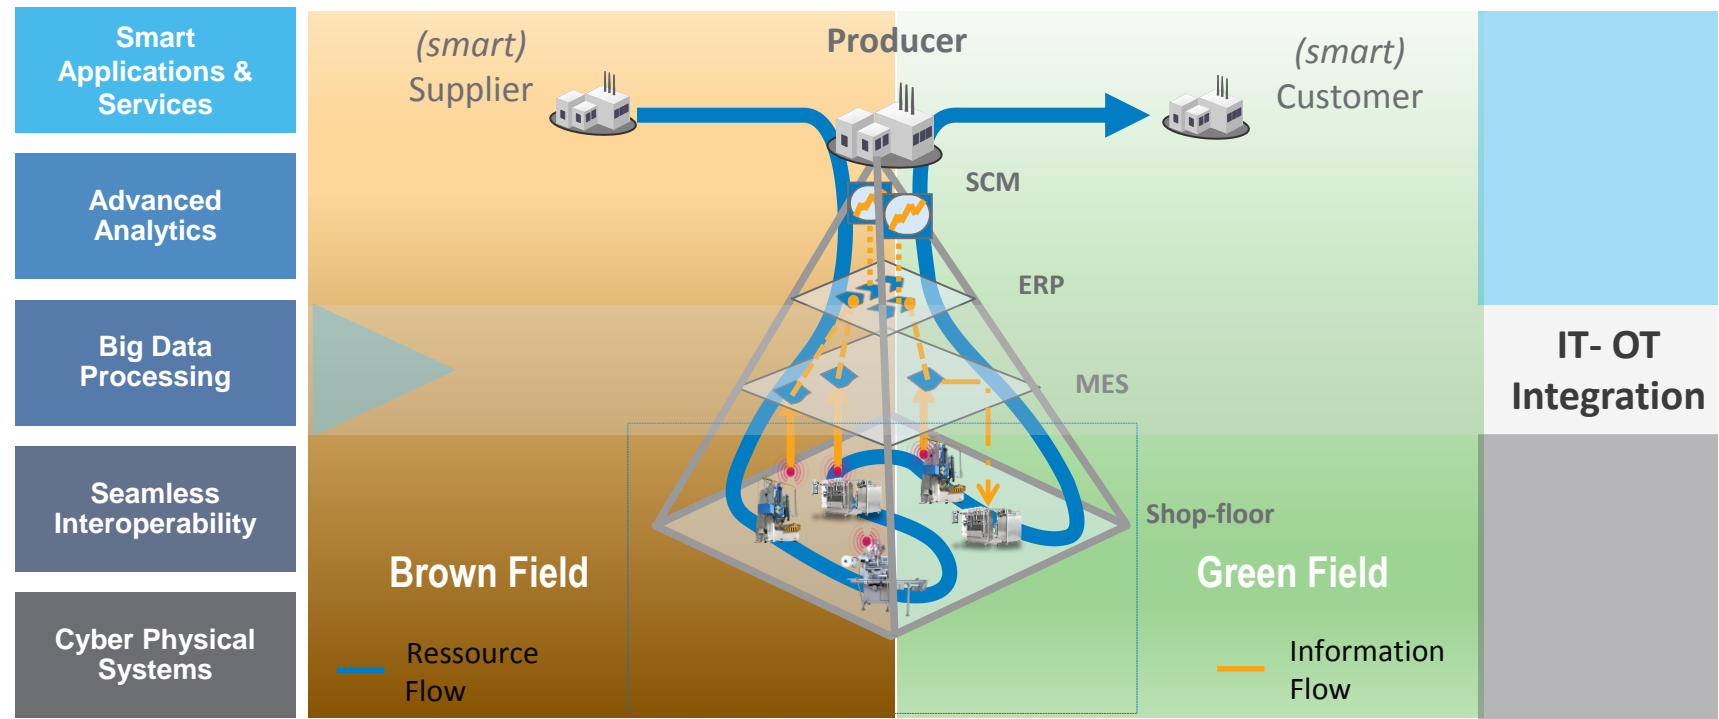 Smart
Applications &
Services
Advanced
Analytics
Big Data
Processing
Seamless
Interoperability
Cyber Physical
Systems
(smart)
Supplier
Producer
(smart)
Customer
SCM
ERP
MES
Shop-floor
Brown Field
Green Field
Ressource
Flow
Information
Flow
IT- OT
Integration